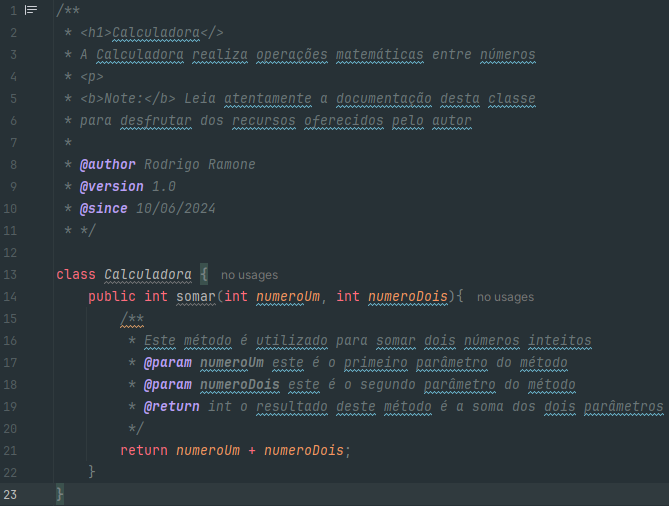 1 /**
2 * <h1>Calculadora</>
3 * A Calculadora realiza operações matemáticas entre números
4 * <p>
5 * <b>Note:</b> Leia atentamente a documentação desta classe
6 * para desfrutar dos recursos oferecidos pelo autor
7 *
8 * @author Rodrigo Ramone
9 * @version 1.0
10 * @since 10/06/2024
11 * */
12
13 class Calculadora { no usages
14 public int somar(int numeroUm, int numeroDois){ no usages
15 /**
16 * Este método é utilizado para somar dois números inteitos
17 * @param numeroUm este é o primeiro parâmetro do método
18 * @param numeroDois este é o segundo parâmetro do método
19 * @return int o resultado deste método é a soma dos dois parâmetros
20 */
21 return numeroUm + numeroDois;
22 }
23 }